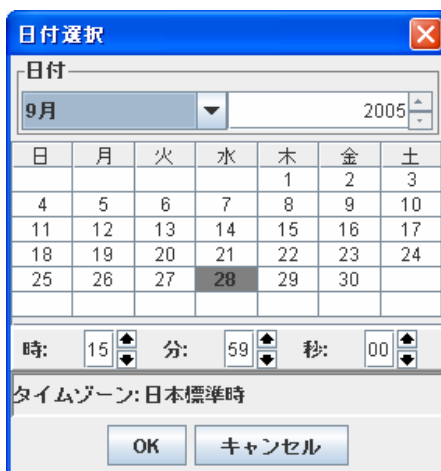 日付選択
日付
9月 2005
日 月 火 水 木 金 土
1 2 3
4 5 6 7 8 9 10
11 12 13 14 15 16 17
18 19 20 21 22 23 24
25 26 27 28 29 30
時: 15 分: 59 秒: 00
タイムゾーン: 日本標準時
OK キャンセル